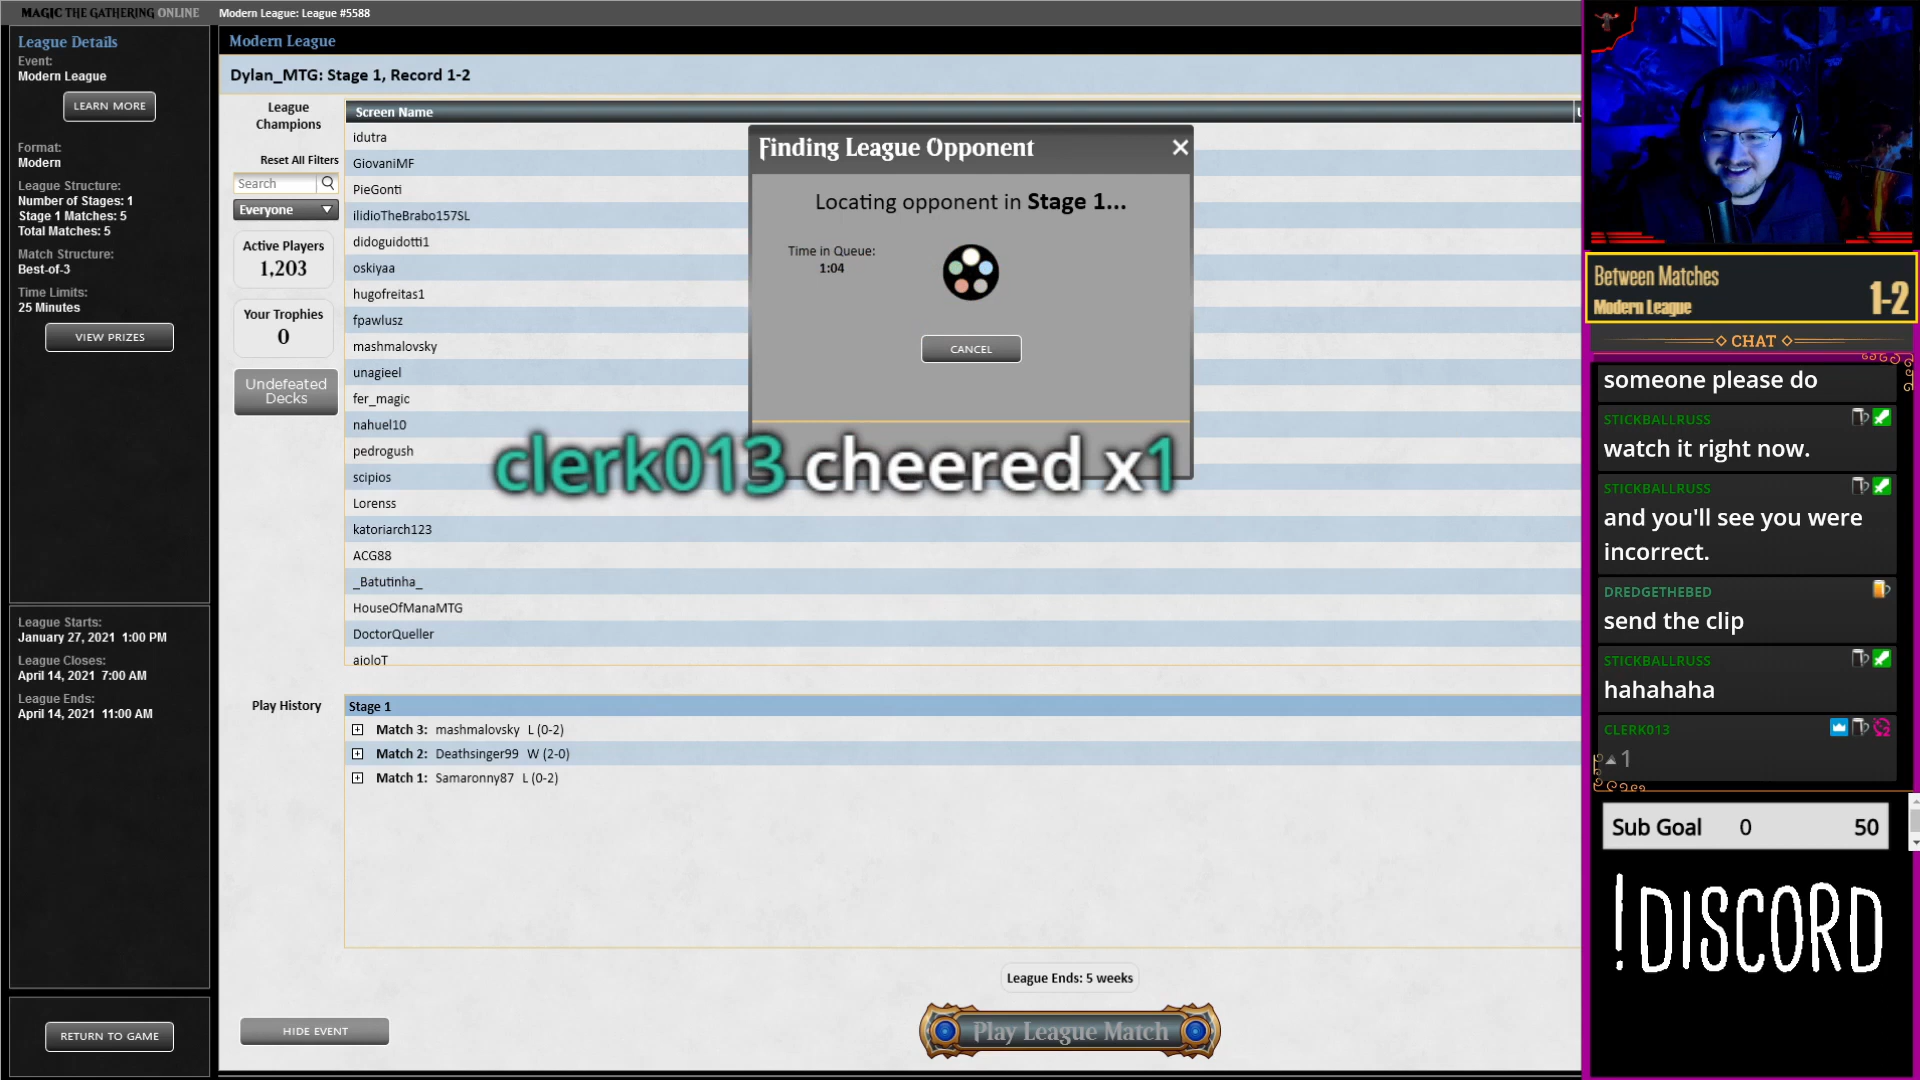 MAGIC THE GATHERING ONLINE
Modern League: League #5588
League Details
Event:
Modern League
LEARN MORE
Format:
Modern
League Structure:
Number of Stages: 1
Stage 1 Matches: 5
Total Matches: 5
Match Structure:
Best-of-3
Time Limits:
25 Minutes
VIEW PRIZES
League Starts:
January 27, 2021 1:00 PM
League Closes:
April 14, 2021 7:00 AM
League Ends:
April 14, 2021 11:00 AM
RETURN TO GAME
Modern League
Dylan_MTG: Stage 1, Record 1-2
League
Champions
Reset All Filters
Search
Everyone
Active Players
1,203
Your Trophies
0
Undefeated
Decks
Screen Name
idutra
GiovaniMF
PieGonti
ilidioTheBrabo157SL
didoguidotti1
oskiyaa
hugofreitas1
fpawlusz
mashmalovsky
unagieel
fer_magic
nahuel10
pedrogush
scipios
Lorenss
katoriarch123
ACG88
_Batutinha_
HouseOfManaMTG
DoctorQueller
aioloT
Finding League Opponent
Locating opponent in Stage 1...
Time in Queue:
1:04
CANCEL
clerk013 cheered x1
Play History
Stage 1
Match 3: mashmalovsky L (0-2)
Match 2: Deathsinger99 W (2-0)
Match 1: Samaronny87 L (0-2)
League Ends: 5 weeks
HIDE EVENT
Play League Match
Between Matches
Modern League
1-2
CHAT
someone please do
STICKBALLRUSS
watch it right now.
STICKBALLRUSS
and you'll see you were
incorrect.
DREDGETHEBED
send the clip
STICKBALLRUSS
hahahaha
CLERK013
1
Sub Goal 0 50
!DISCORD